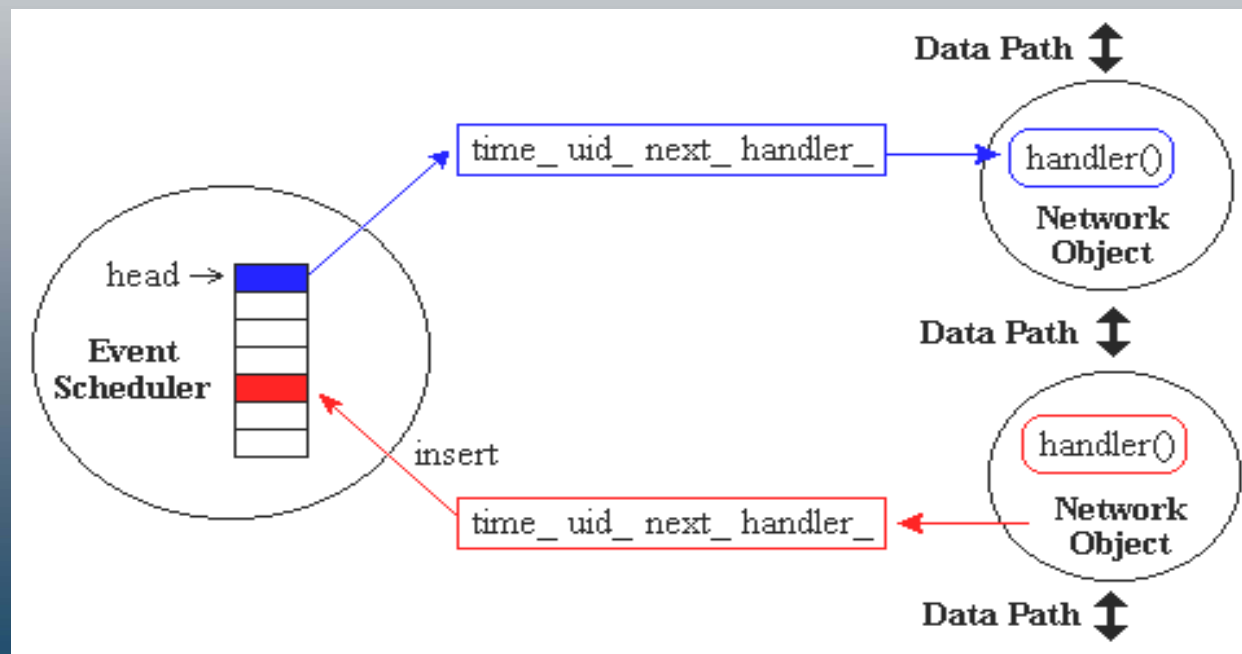 Data Path
time_ uid_ next_ handler_
handler()
Network
Object
head
Event
Scheduler
Data Path
insert
handler()
time_ uid_ next_ handler_
Network
Object
Data Path